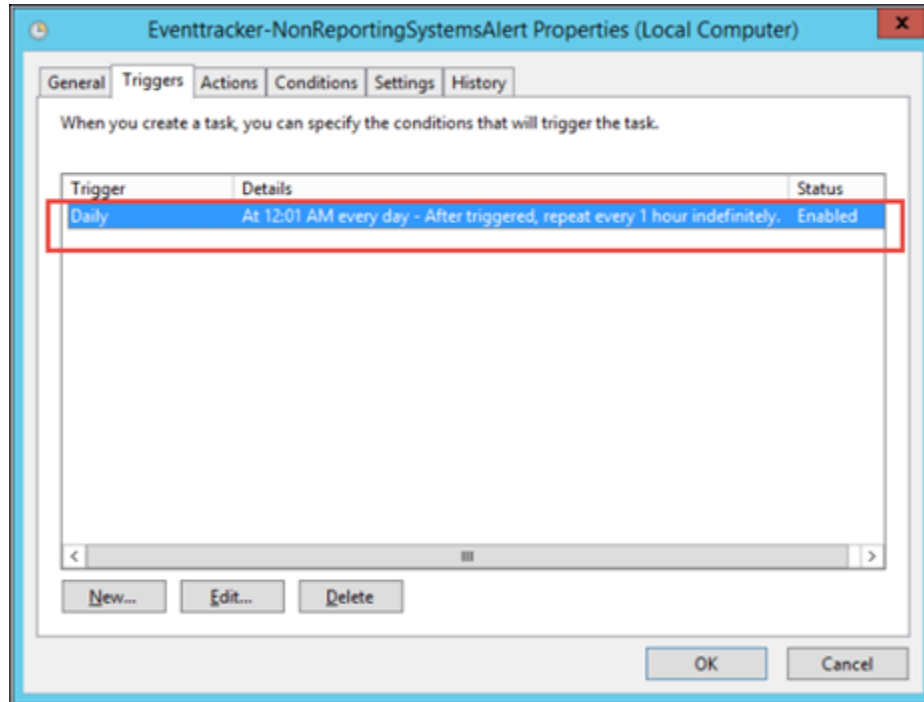 Eventtracker-NonReportingSystemsAlert Properties (Local Computer)
General Triggers Actions Conditions Settings History
When you create a task, you can specify the conditions that will trigger the task.
Trigger Details Status
Daily At 12:01 AM every day - After triggered, repeat every 1 hour indefinitely. Enabled
New... Edit... Delete
OK Cancel